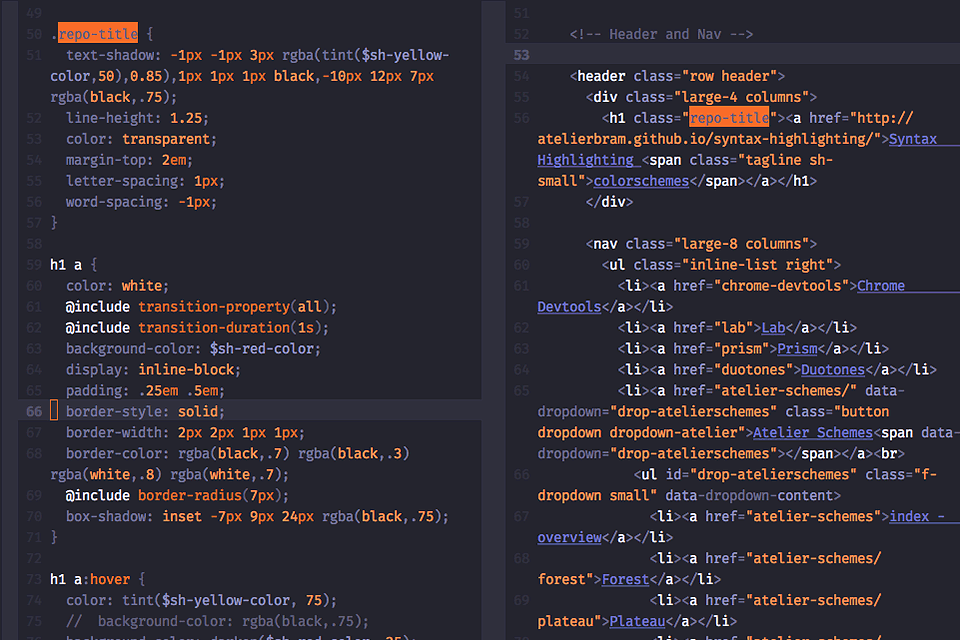 49
50 .repo-title {
51 text-shadow: -1px -1px 3px rgba(tint($sh-yellow-
color,50),0.85),1px 1px 1px black,-10px 12px 7px
rgba(black,.75);
52 line-height: 1.25;
53 color: transparent;
54 margin-top: 2em;
55 letter-spacing: 1px;
56 word-spacing: -1px;
57 }
58
59 h1 a {
60 color: white;
61 @include transition-property(all);
62 @include transition-duration(1s);
63 background-color: $sh-red-color;
64 display: inline-block;
65 padding: .25em .5em;
66 border-style: solid;
67 border-width: 2px 2px 1px 1px;
68 border-color: rgba(black,.7) rgba(black,.3)
rgba(white,.8) rgba(white,.7);
69 @include border-radius(7px);
70 box-shadow: inset -7px 9px 24px rgba(black,.75);
71 }
72
73 h1 a:hover {
74 color: tint($sh-yellow-color, 75);
75 // background-color: rgba(black,.75);
51
52 <!-- Header and Nav -->
53
54 <header class="row header">
55 <div class="large-4 columns">
56 <h1 class="repo-title"><a href="http://
atelierbram.github.io/syntax-highlighting/">Syntax
Highlighting <span class="tagline sh-
small">colorschemes</span></a></h1>
57 </div>
58
59 <nav class="large-8 columns">
60 <ul class="inline-list right">
61 <li><a href="chrome-devtools">Chrome
Devtools</a></li>
62 <li><a href="lab">Lab</a></li>
63 <li><a href="prism">Prism</a></li>
64 <li><a href="duotones">Duotones</a></li>
65 <li><a href="atelier-schemes/" data-
dropdown="drop-atelierschemes" class="button
dropdown dropdown-atelier">Atelier Schemes<span data-
dropdown="drop-atelierschemes"></span></a><br>
66 <ul id="drop-atelierschemes" class="f-
dropdown small" data-dropdown-content>
67 <li><a href="atelier-schemes">index -
overview</a></li>
68 <li><a href="atelier-schemes/
forest">Forest</a></li>
69 <li><a href="atelier-schemes/
plateau">Plateau</a></li>